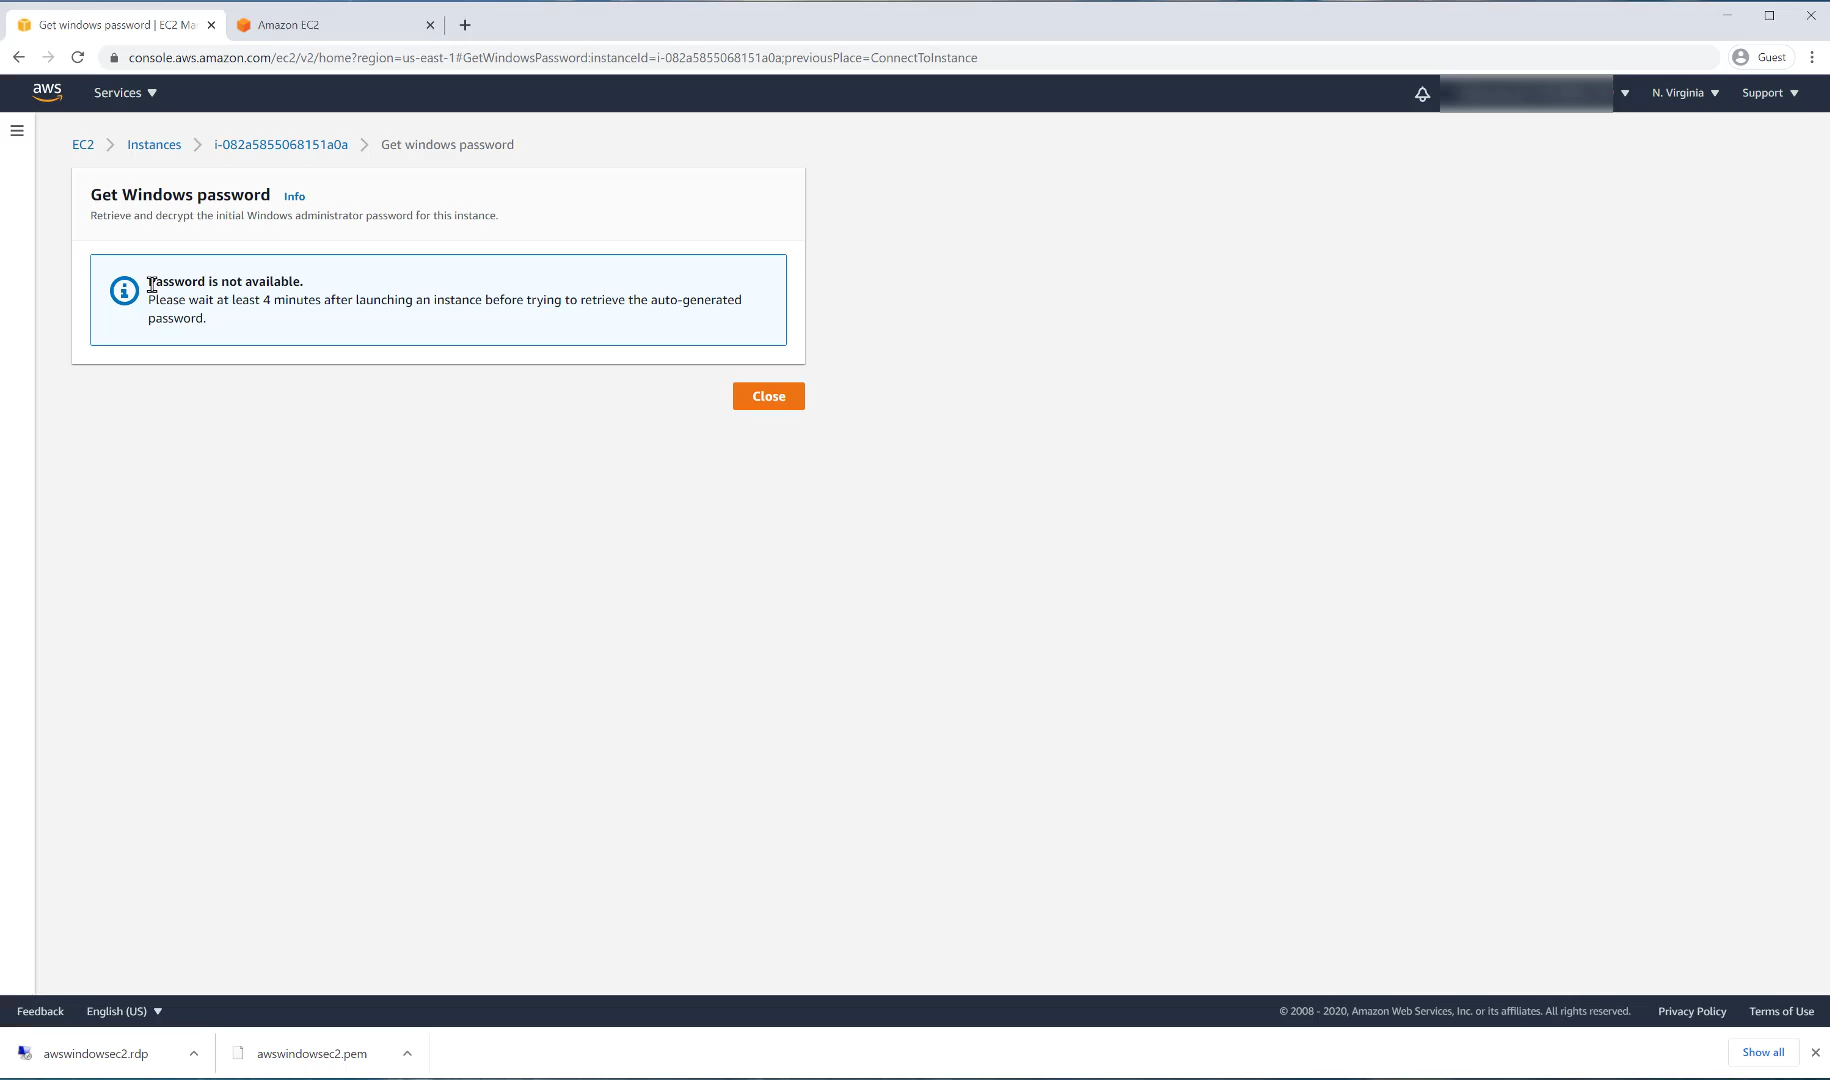 Get windows password | EC2 Ma
Amazon EC2
console.aws.amazon.com/ec2/v2/home?region=us-east-1#GetWindowsPassword:instanceId=i-082a5855068151a0a;previousPlace=ConnectToInstance
Guest
aws
Services
N. Virginia
Support
EC2
Instances
i-082a5855068151a0a
Get windows password
Get Windows password Info
Retrieve and decrypt the initial Windows administrator password for this instance.
Password is not available.
Please wait at least 4 minutes after launching an instance before trying to retrieve the auto-generated
password.
Close
Feedback
English (US)
© 2008 - 2020, Amazon Web Services, Inc. or its affiliates. All rights reserved.
Privacy Policy
Terms of Use
awswindowsec2.rdp
awswindowsec2.pem
Show all